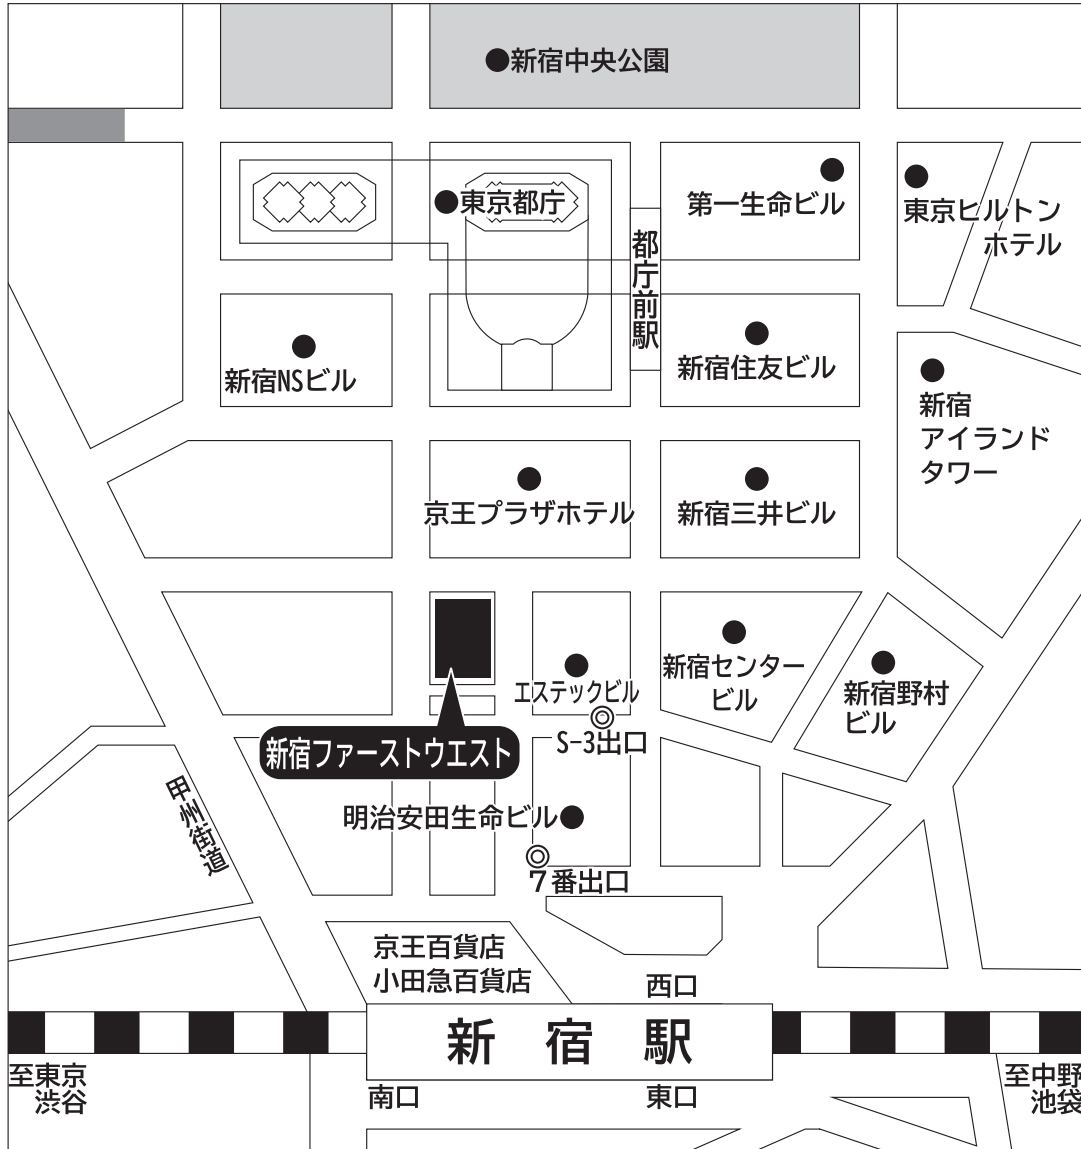 新宿中央公園
東京都庁
第一生命ビル
東京ヒルトン
ホテル
都庁前駅
新宿NSビル
新宿住友ビル
新宿
アイランド
タワー
京王プラザホテル
新宿三井ビル
新宿センター
ビル
新宿野村
ビル
エステックビル
S-3出口
新宿ファーストウエスト
甲州街道
明治安田生命ビル
7番出口
京王百貨店
小田急百貨店
西口
新宿駅
至東京
渋谷
南口
東口
至中野
池袋